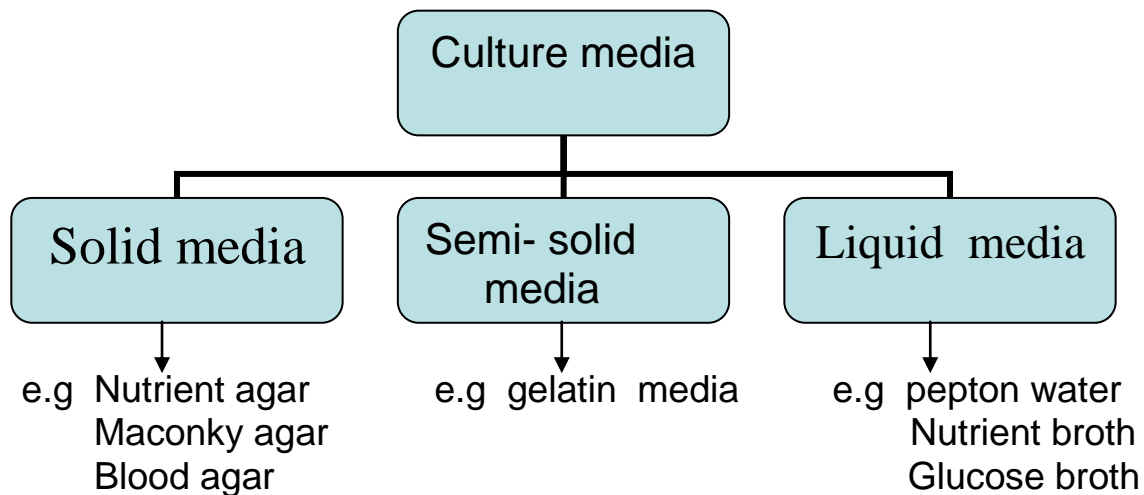 Culture media
Solid media
Semi- solid
media
Liquid media
e.g Nutrient agar
Maconky agar
Blood agar
e.g gelatin media
e.g pepton water
Nutrient broth
Glucose broth